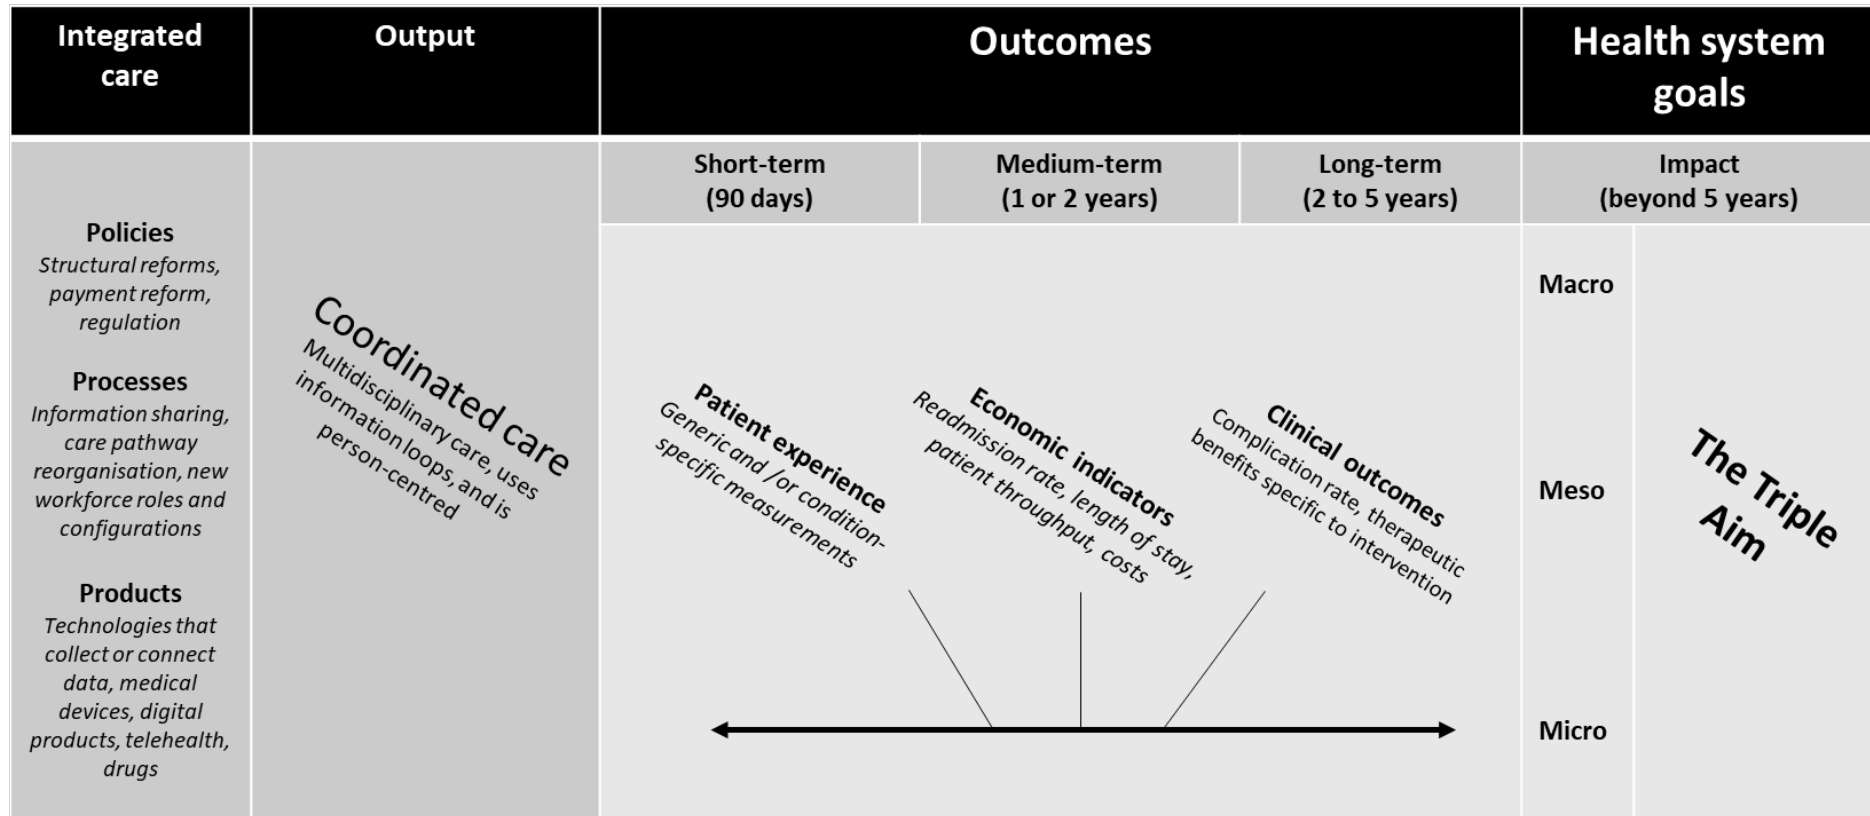 Integrated
care
Output
Outcomes
Health system
goals
Short-term
(90 days)
Medium-term
(1 or 2 years)
Long-term
(2 to 5 years)
Impact
(beyond 5 years)
Policies
Structural reforms,
payment reform,
regulation
Processes
Information sharing,
care pathway
reorganisation, new
workforce roles and
configurations
Products
Technologies that
collect or connect
data, medical
devices, digital
products, telehealth,
drugs
Coordinated care
Multidisciplinary care, uses
information loops, and is
person-centred
Patient experience
Generic and /or condition-
specific measurements
Economic indicators
Readmission rate, length of stay,
patient throughput, costs
Clinical outcomes
Complication rate, therapeutic
benefits specific to intervention
Macro
Meso
Micro
The Triple
Aim